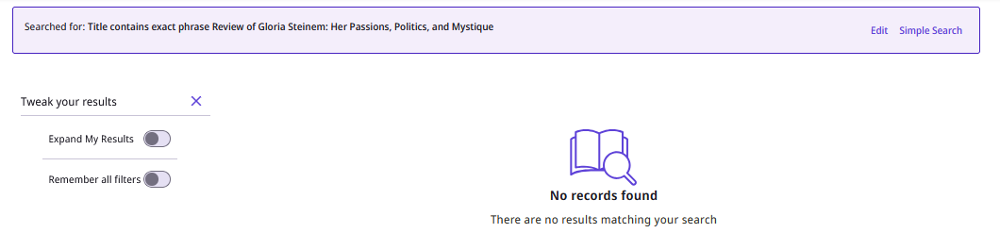 Searched for: Title contains exact phrase Review of Gloria Steinem: Her Passions, Politics, and Mystique
Edit Simple Search
Tweak your results
Expand My Results
Remember all filters
No records found
There are no results matching your search